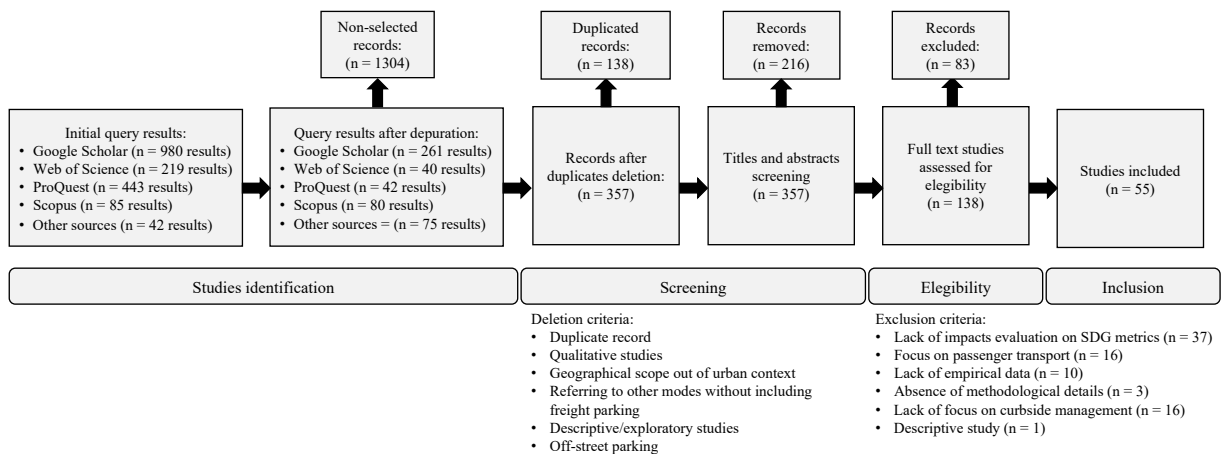 Non-selected
records:
(n = 1304)
Duplicated
records:
(n = 138)
Records
removed:
(n = 216)
Records
excluded:
(n = 83)
Initial query results:
• Google Scholar (n = 980 results)
• Web of Science (n = 219 results)
• ProQuest (n = 443 results)
• Scopus (n = 85 results)
• Other sources (n = 42 results)
Query results after depuration:
• Google Scholar (n = 261 results)
• Web of Science (n = 40 results)
• ProQuest (n = 42 results)
• Scopus (n = 80 results)
• Other sources = (n = 75 results)
Records after
duplicates deletion:
(n = 357)
Titles and abstracts
screening
(n = 357)
Full text studies
assessed for
elegibility
(n = 138)
Studies included
(n = 55)
Studies identification
Screening
Elegibility
Inclusion
Deletion criteria:
• Duplicate record
• Qualitative studies
• Geographical scope out of urban context
• Referring to other modes without including
freight parking
• Descriptive/exploratory studies
• Off-street parking
Exclusion criteria:
• Lack of impacts evaluation on SDG metrics (n = 37)
• Focus on passenger transport (n = 16)
• Lack of empirical data (n = 10)
• Absence of methodological details (n = 3)
• Lack of focus on curbside management (n = 16)
• Descriptive study (n = 1)